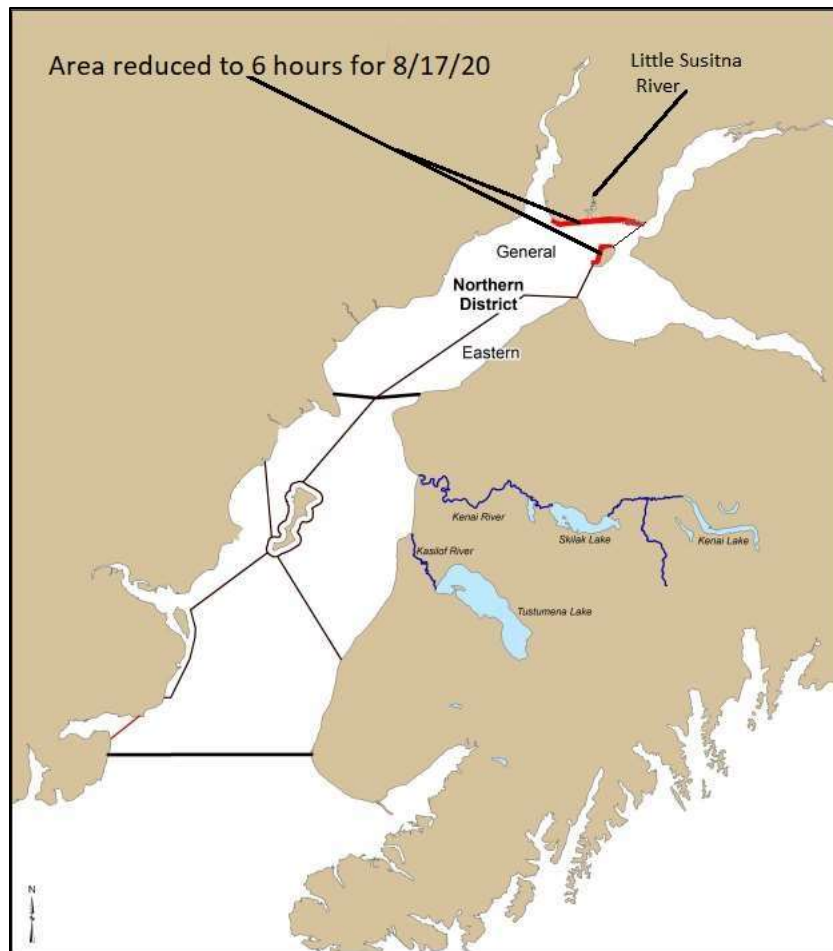 Area reduced to 6 hours for 8/17/20
Little Susitna
River
General
Northern
District
Eastern
Kenai River
Skilak Lake
Kenai Lake
Kasilof River
Tustumena Lake
N